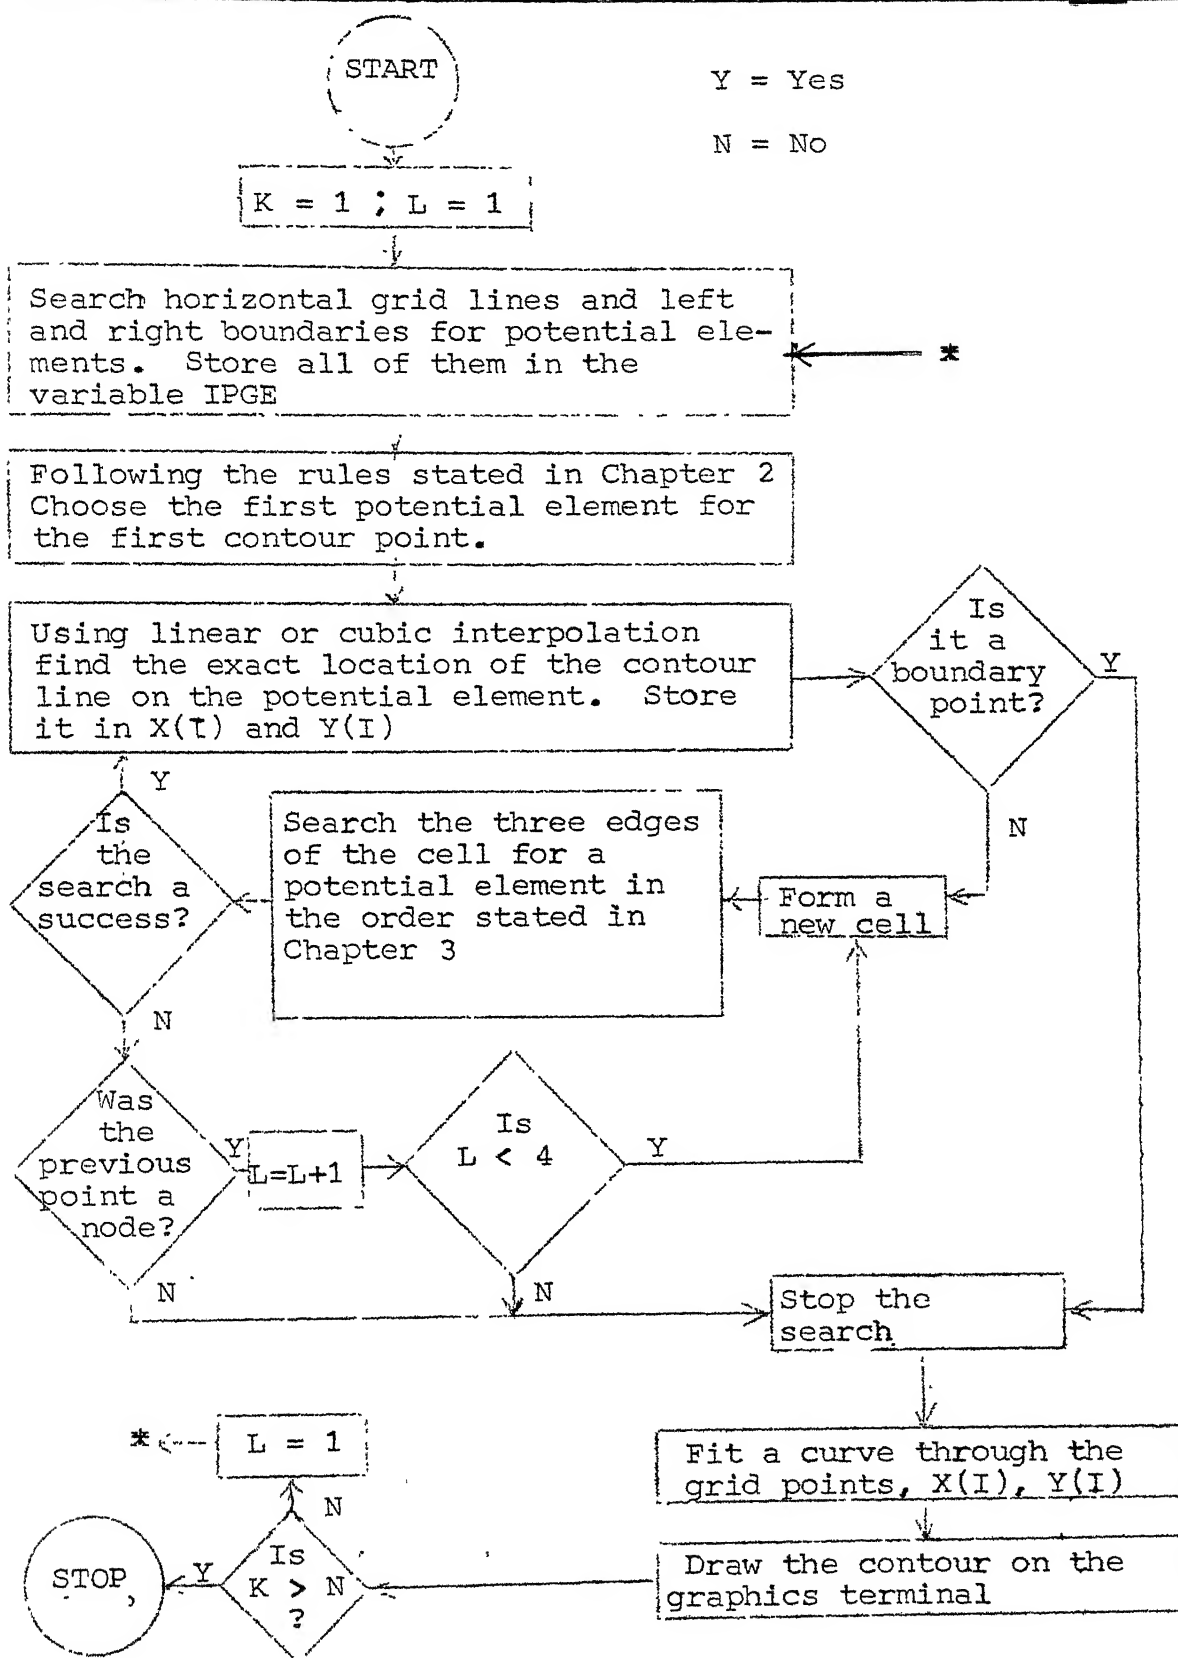 START
Y = Yes
N = No
K = 1 ; L = 1
Search horizontal grid lines and left
and right boundaries for potential ele-
ments. Store all of them in the
variable IPGE
*
Following the rules stated in Chapter 2
Choose the first potential element for
the first contour point.
Using linear or cubic interpolation
find the exact location of the contour
line on the potential element. Store
it in X(I) and Y(I)
Is
it a
boundary
point?
Y
N
Y
Is
the
search a
success?
Search the three edges
of the cell for a
potential element in
the order stated in
Chapter 3
Form a
new cell
N
Was
the
previous
point a
node?
Y
L=L+1
Is
L < 4
Y
N
N
Stop the
search
* 
L = 1
Fit a curve through the
grid points, X(I), Y(I)
N
STOP
Y
Is
K > N
?
Draw the contour on the
graphics terminal